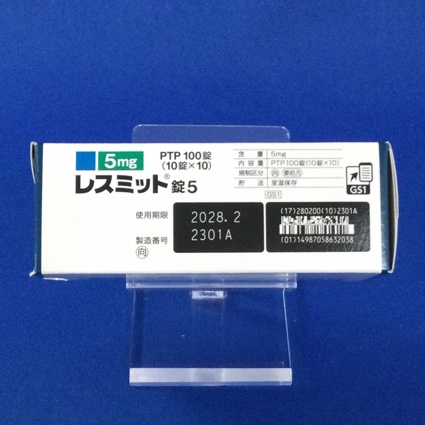 5mg
PTP 100錠
(10錠×10)
レスミット®錠5
含量 5mg
内容量 PTP100錠(10錠×10)
規制区分 向 要処方
貯法 室温保存
GS1
GS1
使用期限
2028.2
製造番号
2301A
向
(17)280200(10)2301A
(01)14987058632038